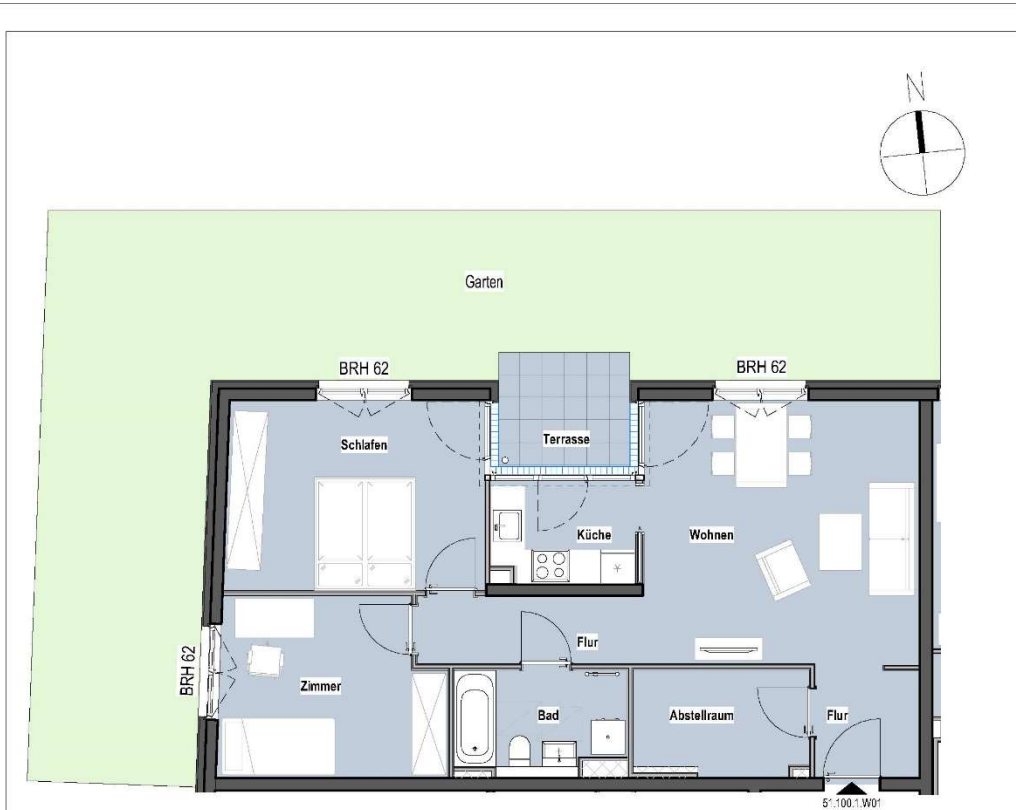 N
Garten
BRH 62
BRH 62
Schlafen
Terrasse
Küche
Wohnen
Flur
BRH 62
Zimmer
Bad
Abstellraum
Flur
51.100.1.W01